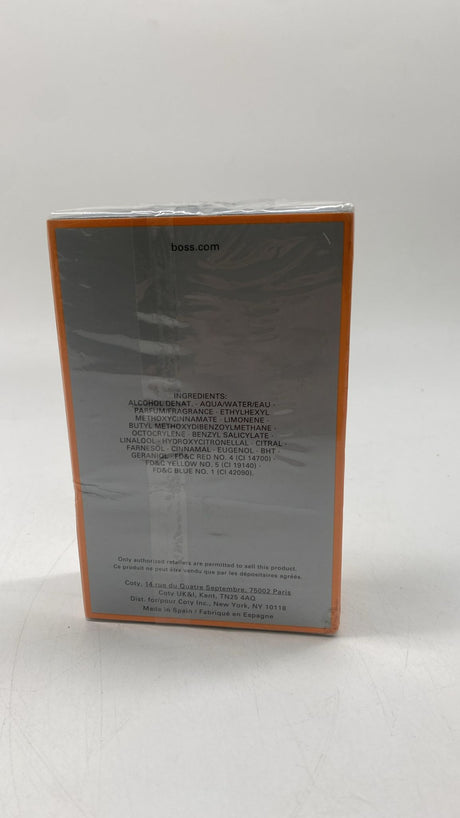 boss.com
INGREDIENTS:
ALCOHOL DENAT. · AQUA/WATER/EAU ·
PARFUM/FRAGRANCE · ETHYLHEXYL
METHOXYCINNAMATE · LIMONENE ·
BUTYL METHOXYDIBENZOYLMETHANE ·
OCTOCRYLENE · BENZYL SALICYLATE ·
LINALOOL · HYDROXYCITRONELLAL · CITRAL ·
FARNESOL · CINNAMAL · EUGENOL · BHT ·
GERANIOL · FD&C RED NO. 4 (CI 14700) ·
FD&C YELLOW NO. 5 (CI 19140) ·
FD&C BLUE NO. 1 (CI 42090).
Only authorized retailers are permitted to sell this product.
Ce produit ne peut être vendu que par les dépositaires agréés.
Coty, 14 rue du Quatre Septembre, 75002 Paris
Coty UK&I, Kent, TN25 4AQ
Dist. for/pour Coty Inc., New York, NY 10118
Made in Spain / Fabriqué en Espagne